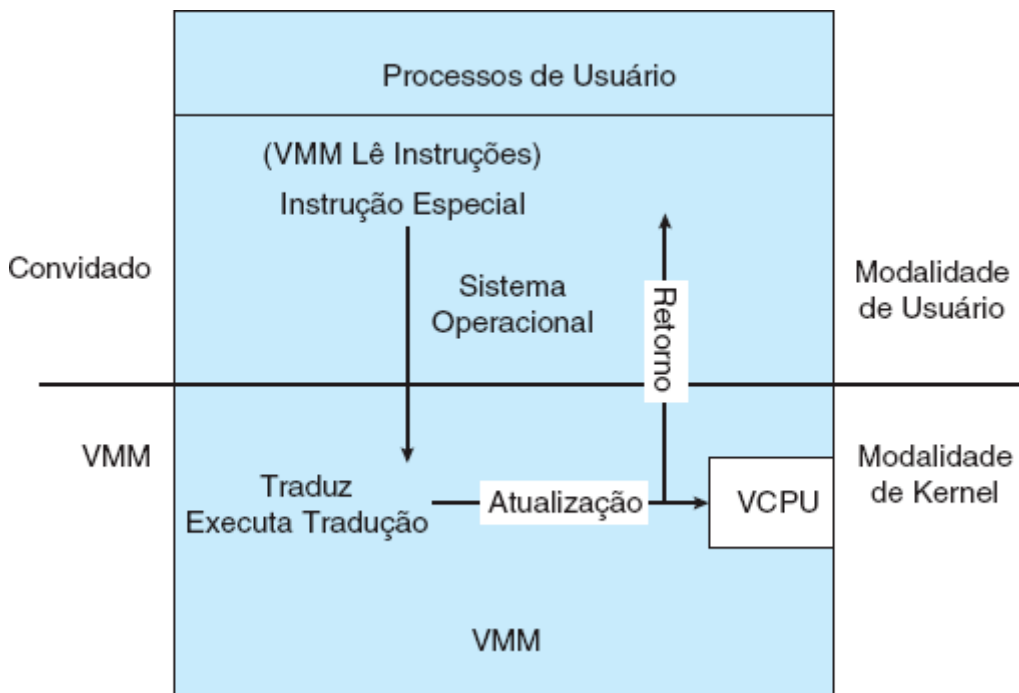 Processos de Usuário
(VMM Lê Instruções)
Instrução Especial
Convidado
Sistema
Operacional
Retorno
Modalidade
de Usuário
VMM
Traduz
Executa Tradução
Atualização
VCPU
Modalidade
de Kernel
VMM